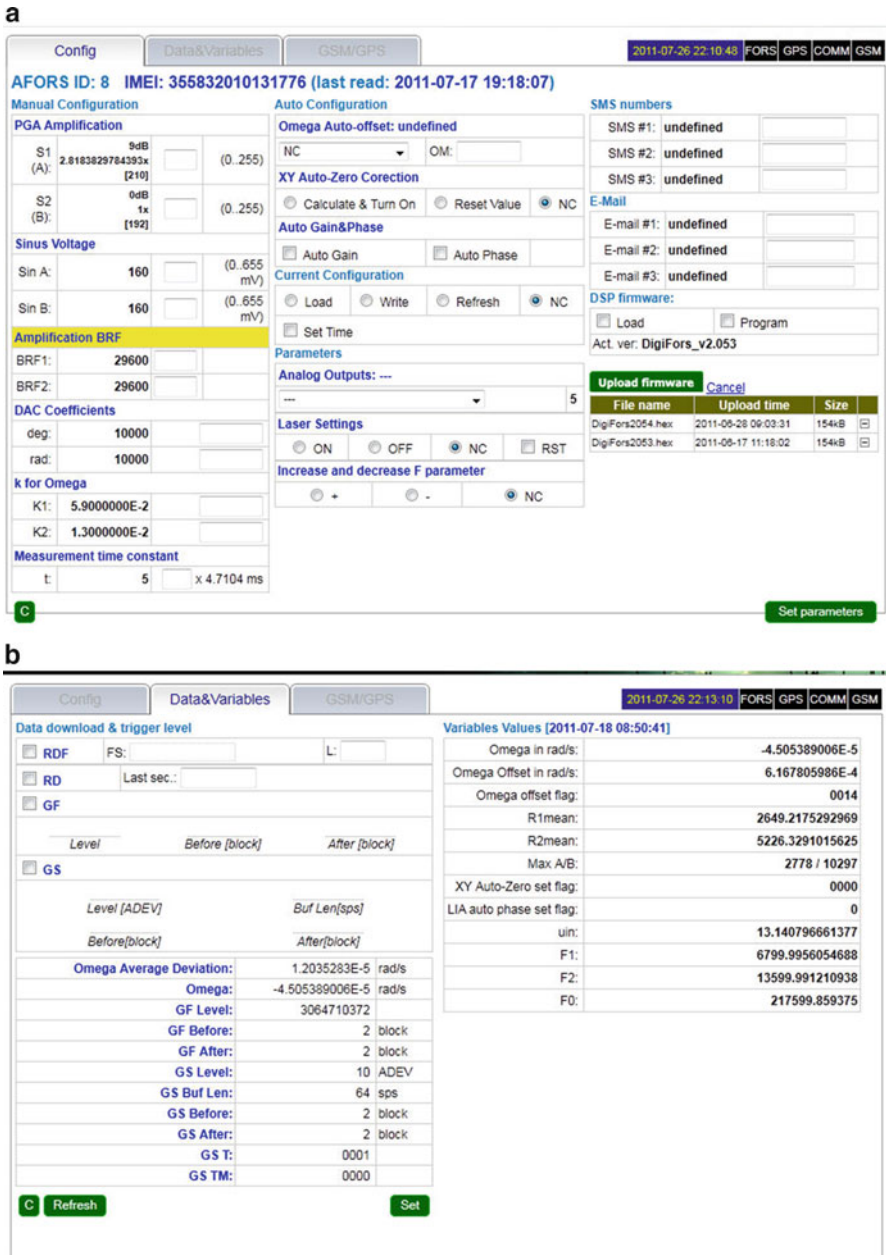 a
Config Data&Variables GSM/GPS 2011-07-26 22:10:48 FORS GPS COMM GSM
AFORS ID: 8 IMEI: 355832010131776 (last read: 2011-07-17 19:18:07)
Manual Configuration
PGA Amplification
S1 (A): 9dB 2.8183829784393x [210] (0..255)
S2 (B): 0dB 1x [192] (0..255)
Sinus Voltage
Sin A: 160 (0..655 mV)
Sin B: 160 (0..655 mV)
Amplification BRF
BRF1: 29600
BRF2: 29600
DAC Coefficients
deg: 10000
rad: 10000
k for Omega
K1: 5.9000000E-2
K2: 1.3000000E-2
Measurement time constant
t: 5 x 4.7104 ms
C
Auto Configuration
Omega Auto-offset: undefined
NC OM:
XY Auto-Zero Corection
Calculate & Turn On Reset Value NC
Auto Gain&Phase
Auto Gain Auto Phase
Current Configuration
Load Write Refresh NC
Set Time
Parameters
Analog Outputs: ---
--- 5
Laser Settings
ON OFF NC RST
Increase and decrease F parameter
+ - NC
SMS numbers
SMS #1: undefined
SMS #2: undefined
SMS #3: undefined
E-Mail
E-mail #1: undefined
E-mail #2: undefined
E-mail #3: undefined
DSP firmware:
Load Program
Act. ver: DigiFors_v2.053
Upload firmware Cancel
File name Upload time Size
DigiFors2054.hex 2011-06-28 09:03:31 154kB
DigiFors2053.hex 2011-06-17 11:18:02 154kB
Set parameters
b
Config Data&Variables GSM/GPS 2011-07-26 22:13:10 FORS GPS COMM GSM
Data download & trigger level
RDF FS: L:
RD Last sec.:
GF
Level Before [block] After [block]
GS
Level [ADEV] Buf Len[sps]
Before[block] After[block]
Omega Average Deviation: 1.2035283E-5 rad/s
Omega: -4.505389006E-5 rad/s
GF Level: 3064710372
GF Before: 2 block
GF After: 2 block
GS Level: 10 ADEV
GS Buf Len: 64 sps
GS Before: 2 block
GS After: 2 block
GS T: 0001
GS TM: 0000
C Refresh Set
Variables Values [2011-07-18 08:50:41]
Omega in rad/s: -4.505389006E-5
Omega Offset in rad/s: 6.167805986E-4
Omega offset flag: 0014
R1mean: 2649.2175292969
R2mean: 5226.3291015625
Max A/B: 2778 / 10297
XY Auto-Zero set flag: 0000
LIA auto phase set flag: 0
uin: 13.140796661377
F1: 6799.9956054688
F2: 13599.991210938
F0: 217599.859375